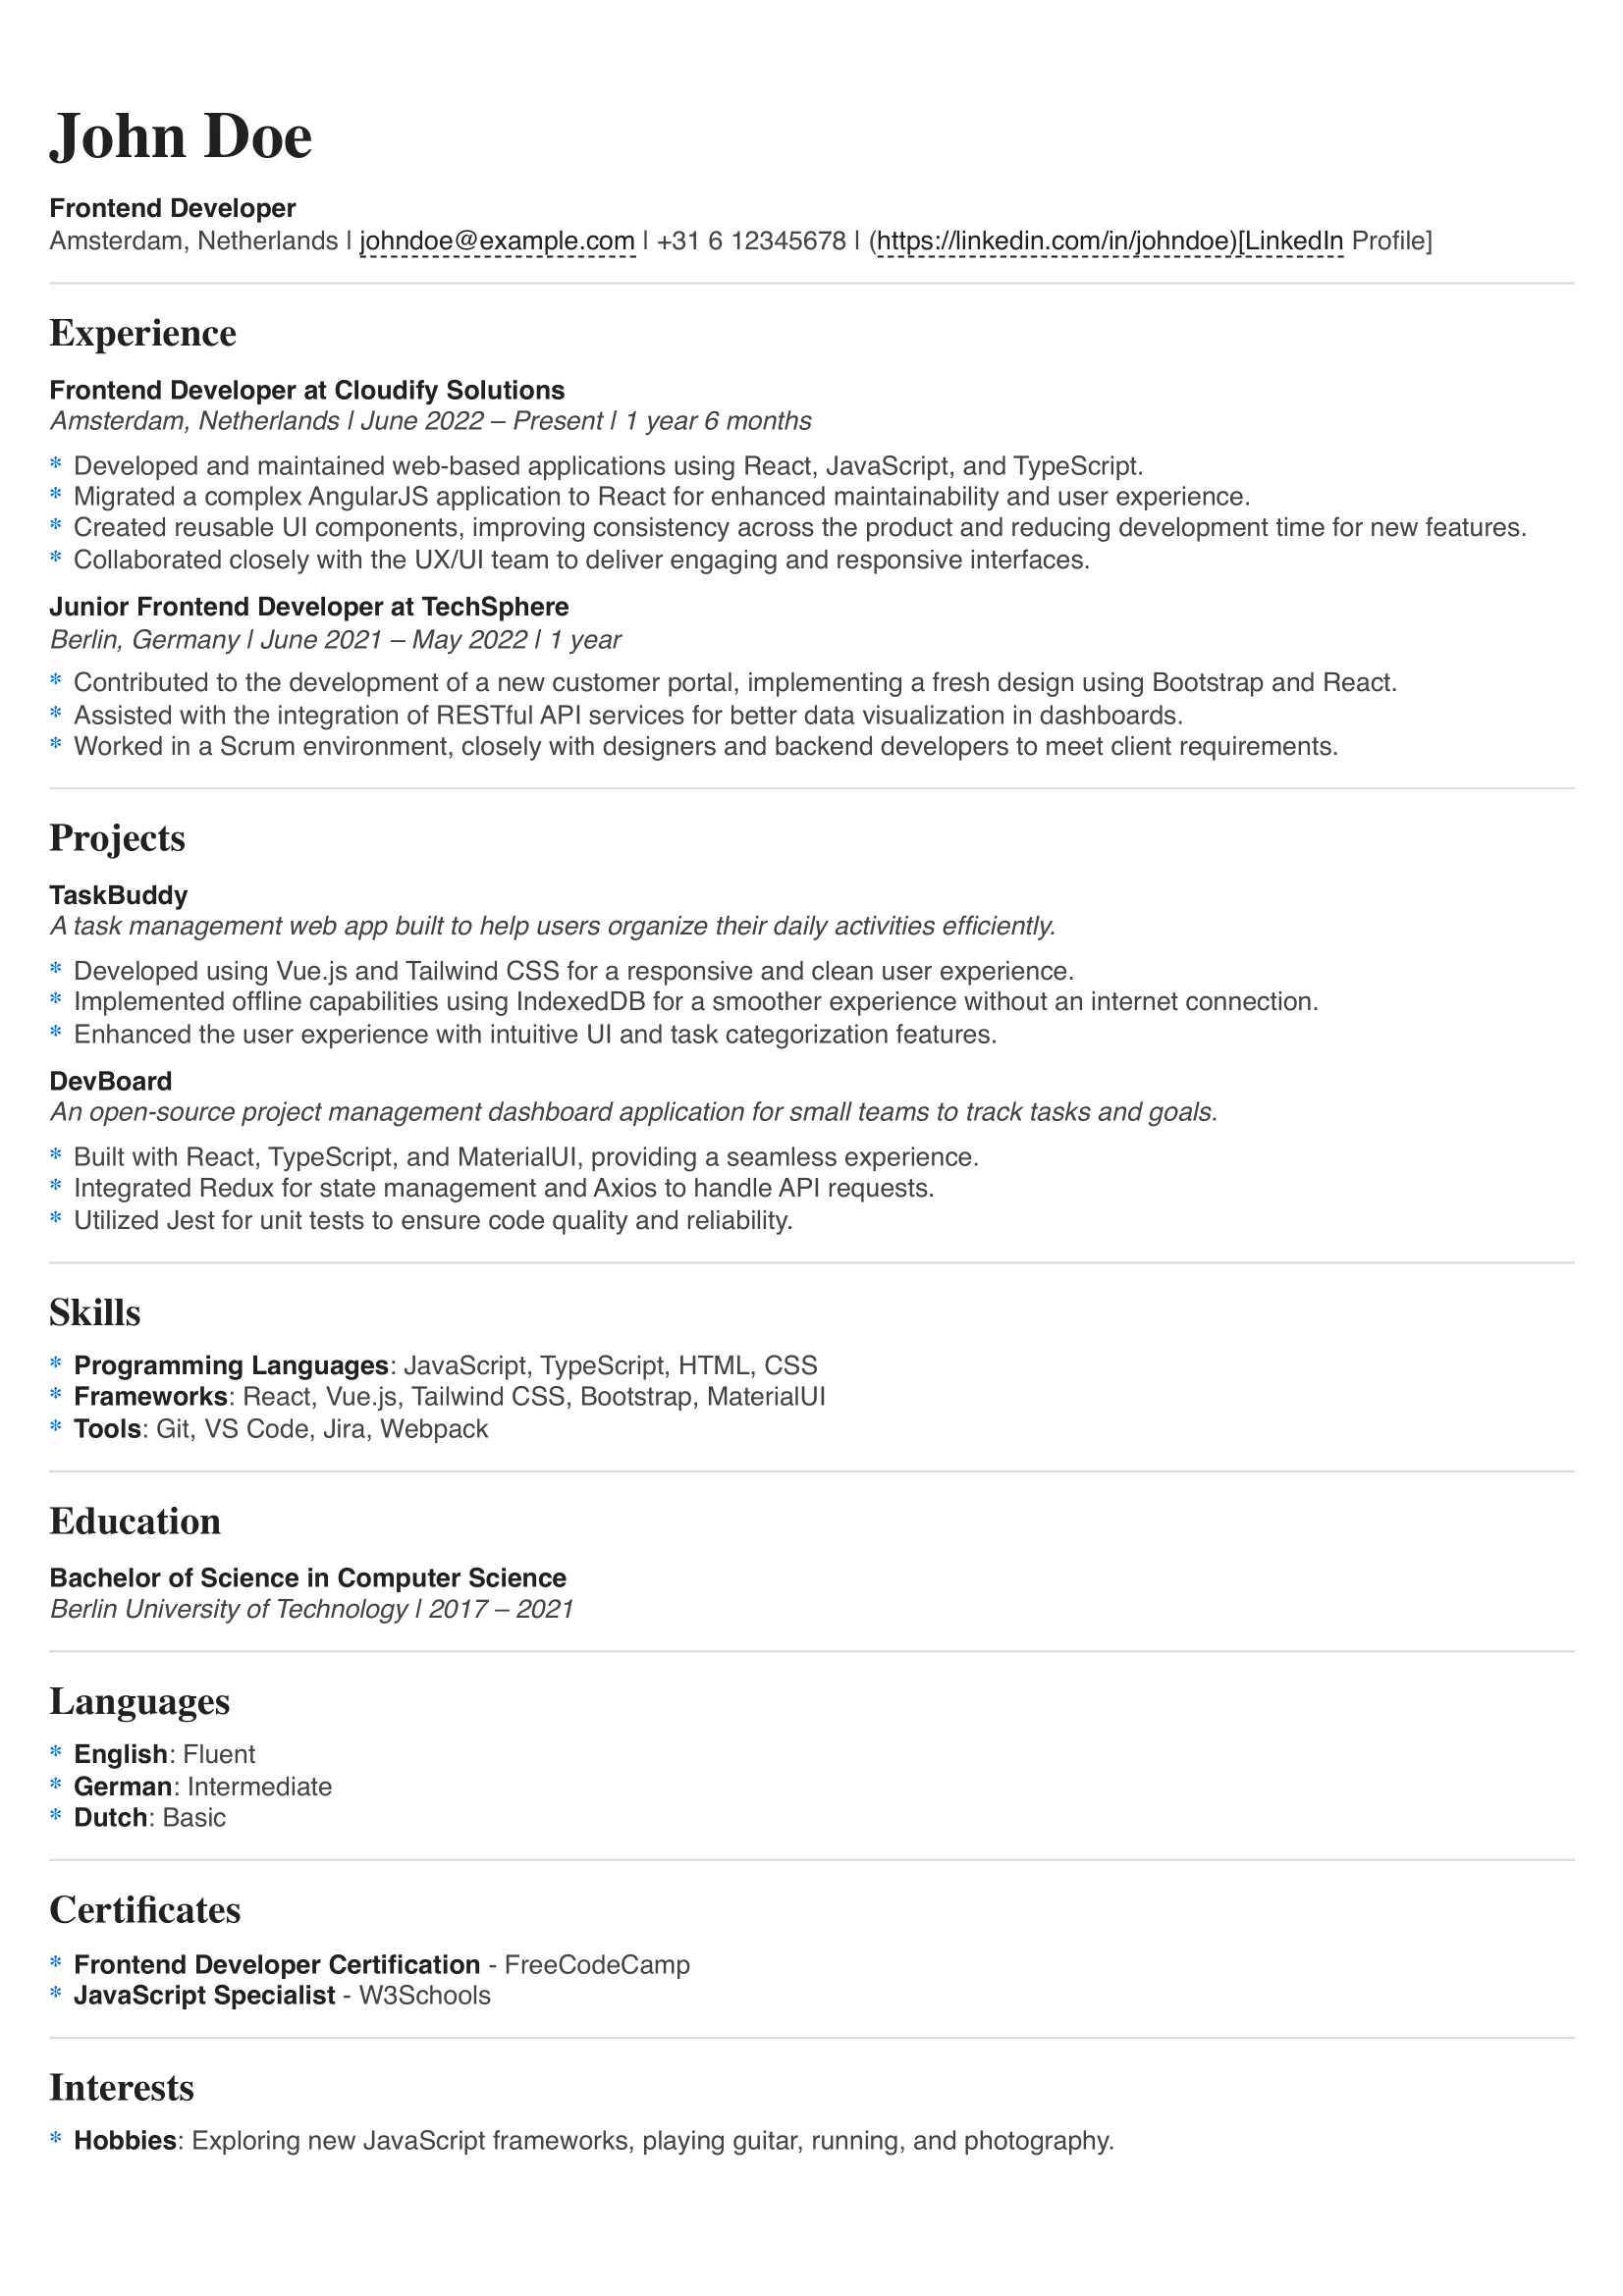 John Doe
Frontend Developer
Amsterdam, Netherlands | johndoe@example.com | +31 6 12345678 | (https://linkedin.com/in/johndoe)[LinkedIn Profile]
Experience
Frontend Developer at Cloudify Solutions
Amsterdam, Netherlands | June 2022 – Present | 1 year 6 months
* Developed and maintained web-based applications using React, JavaScript, and TypeScript.
* Migrated a complex AngularJS application to React for enhanced maintainability and user experience.
* Created reusable UI components, improving consistency across the product and reducing development time for new features.
* Collaborated closely with the UX/UI team to deliver engaging and responsive interfaces.
Junior Frontend Developer at TechSphere
Berlin, Germany | June 2021 – May 2022 | 1 year
* Contributed to the development of a new customer portal, implementing a fresh design using Bootstrap and React.
* Assisted with the integration of RESTful API services for better data visualization in dashboards.
* Worked in a Scrum environment, closely with designers and backend developers to meet client requirements.
Projects
TaskBuddy
A task management web app built to help users organize their daily activities efficiently.
* Developed using Vue.js and Tailwind CSS for a responsive and clean user experience.
* Implemented offline capabilities using IndexedDB for a smoother experience without an internet connection.
* Enhanced the user experience with intuitive UI and task categorization features.
DevBoard
An open-source project management dashboard application for small teams to track tasks and goals.
* Built with React, TypeScript, and MaterialUI, providing a seamless experience.
* Integrated Redux for state management and Axios to handle API requests.
* Utilized Jest for unit tests to ensure code quality and reliability.
Skills
* Programming Languages: JavaScript, TypeScript, HTML, CSS
* Frameworks: React, Vue.js, Tailwind CSS, Bootstrap, MaterialUI
* Tools: Git, VS Code, Jira, Webpack
Education
Bachelor of Science in Computer Science
Berlin University of Technology | 2017 – 2021
Languages
* English: Fluent
* German: Intermediate
* Dutch: Basic
Certificates
* Frontend Developer Certification - FreeCodeCamp
* JavaScript Specialist - W3Schools
Interests
* Hobbies: Exploring new JavaScript frameworks, playing guitar, running, and photography.